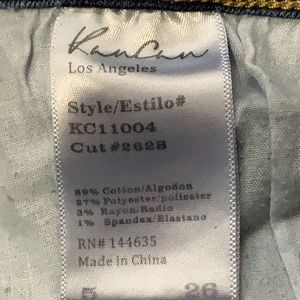 KanCan
Los Angeles
Style/Estilo#
KC11004
Cut #2628
69% Cotton/Algodon
27% Polyester/poliester
3% Rayon/Radio
1% Spandex/Elastano
RN# 144635
Made in China
5 26